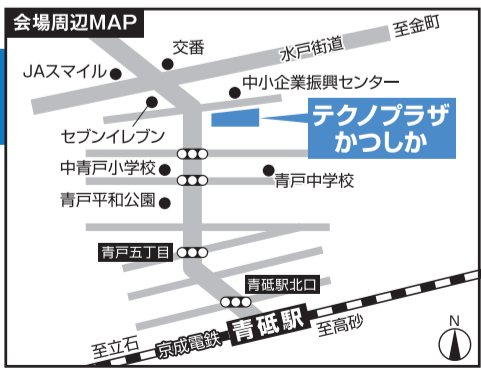 会場周辺MAP
至金町
水戸街道
交番
JAスマイル
中小企業振興センター
セブンイレブン
テクノプラザ
かつしか
中青戸小学校
青戸中学校
青戸平和公園
青戸五丁目
青砥駅北口
青砥駅
至高砂
京成電鉄
至立石
N